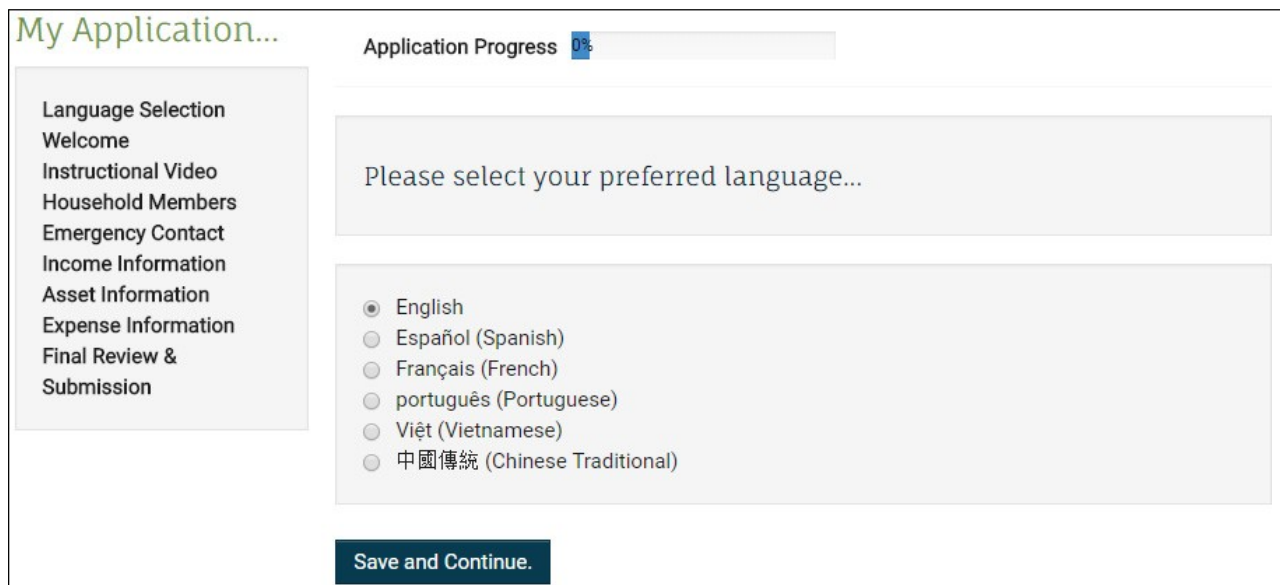 My Application...
Application Progress 0%
Language Selection
Welcome
Instructional Video
Household Members
Emergency Contact
Income Information
Asset Information
Expense Information
Final Review &
Submission
Please select your preferred language...
English
Español (Spanish)
Français (French)
português (Portuguese)
Việt (Vietnamese)
中國傳統 (Chinese Traditional)
Save and Continue.